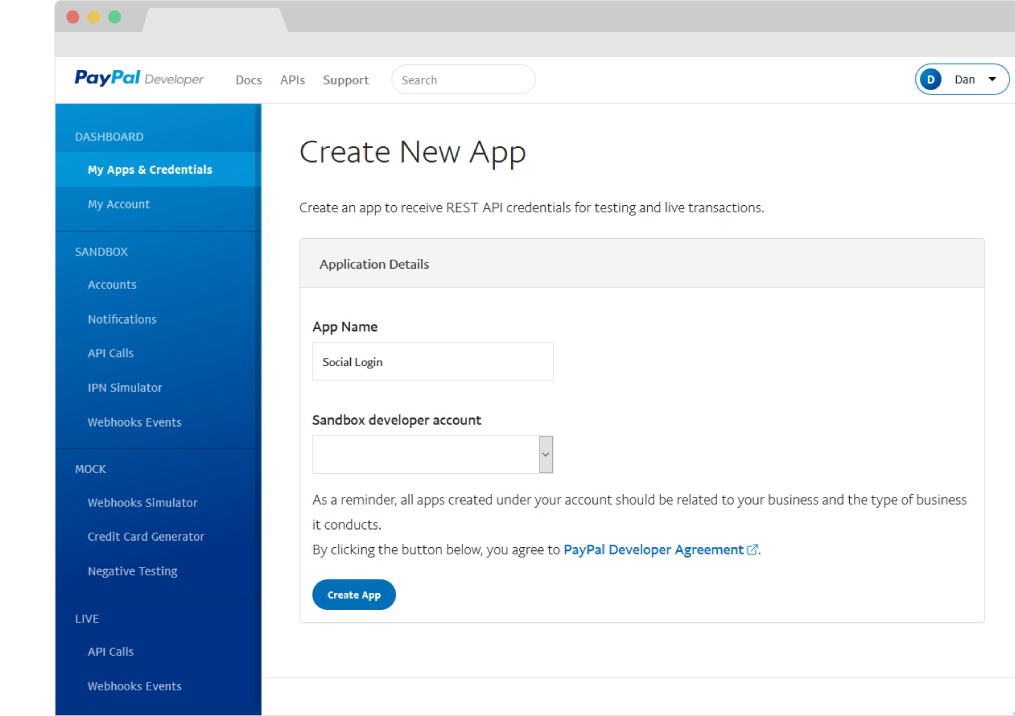 PayPal Developer Docs APIs Support Search D Dan
DASHBOARD
My Apps & Credentials
My Account
SANDBOX
Accounts
Notifications
API Calls
IPN Simulator
Webhooks Events
MOCK
Webhooks Simulator
Credit Card Generator
Negative Testing
LIVE
API Calls
Webhooks Events
Create New App
Create an app to receive REST API credentials for testing and live transactions.
Application Details
App Name
Social Login
Sandbox developer account
As a reminder, all apps created under your account should be related to your business and the type of business
it conducts.
By clicking the button below, you agree to PayPal Developer Agreement.
Create App